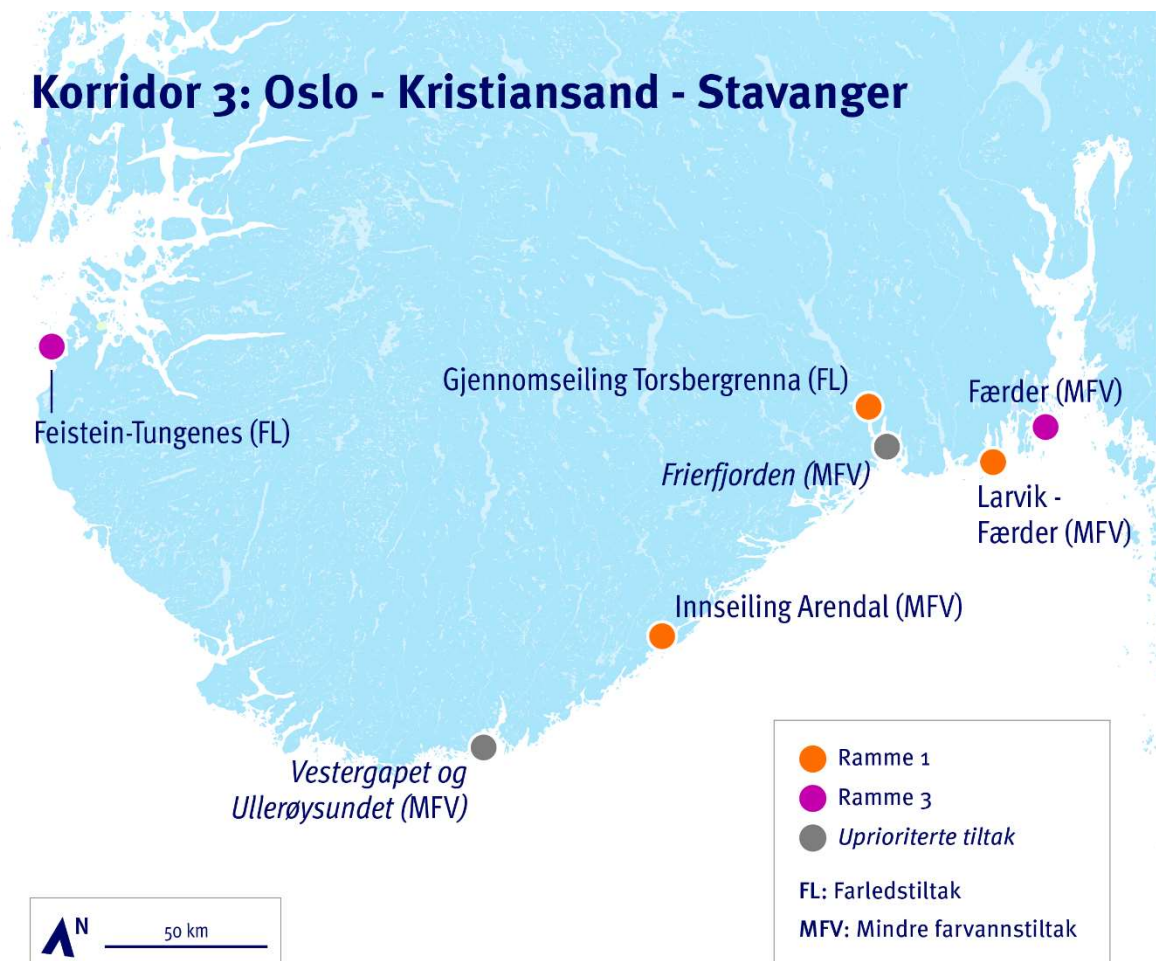 Korridor 3: Oslo - Kristiansand - Stavanger
Gjennomseiling Torsbergrenna (FL)
Færder (MFV)
Feistein-Tungenes (FL)
Frierfjorden (MFV)
Larvik -
Færder (MFV)
Innseiling Arendal (MFV)
Vestergapet og
Ullerøysundet (MFV)
Ramme 1
Ramme 3
Uprioriterte tiltak
FL: Farledstiltak
MFV: Mindre farvannstiltak
N
50 km